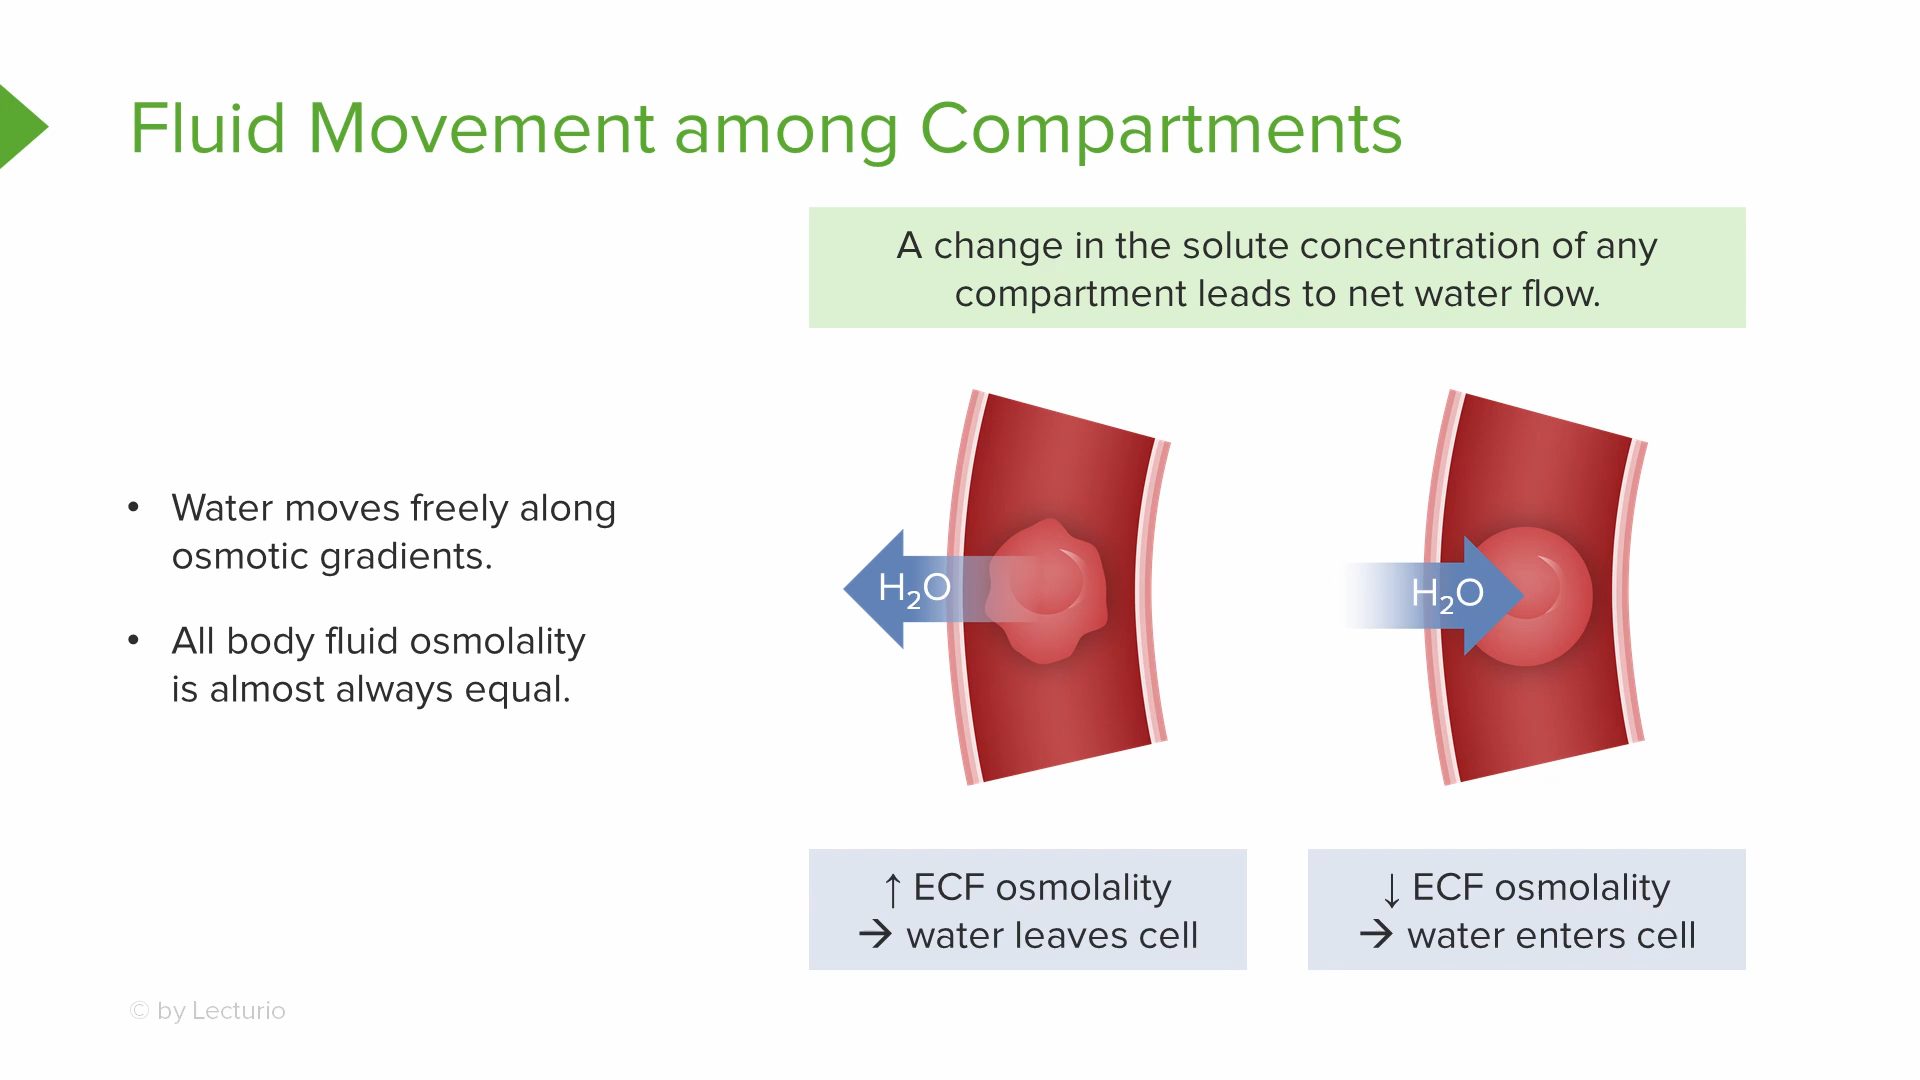 Fluid Movement among Compartments
A change in the solute concentration of any
compartment leads to net water flow.
• Water moves freely along
osmotic gradients.
• All body fluid osmolality
is almost always equal.
H₂O
H₂O
↑ ECF osmolality
→ water leaves cell
↓ ECF osmolality
→ water enters cell
© by Lecturio